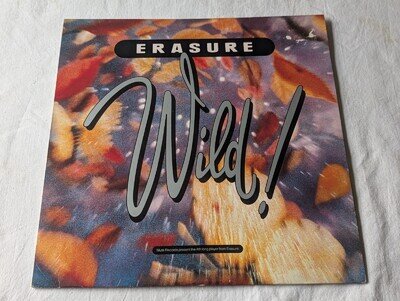 ERASURE
Wild!
Mute Records present the 4th long player from Erasure